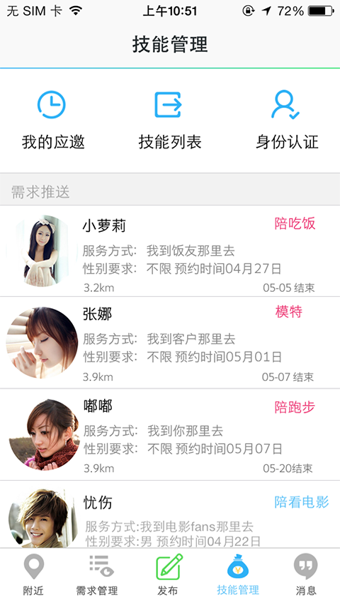 无 SIM 卡 上午10:51 72%
技能管理
我的应邀 技能列表 身份认证
需求推送
小萝莉 陪吃饭
服务方式: 我到饭友那里去
性别要求: 不限 预约时间04月27日
3.2km 05-05 结束
张娜 模特
服务方式: 我到客户那里去
性别要求: 不限 预约时间05月01日
3.9km 05-07 结束
嘟嘟 陪跑步
服务方式: 我到你那里去
性别要求: 不限 预约时间05月07日
3.9km 05-20结束
忧伤 陪看电影
服务方式:我到电影fans那里去
性别要求:男 预约时间04月22日
附近 需求管理 发布 技能管理 消息